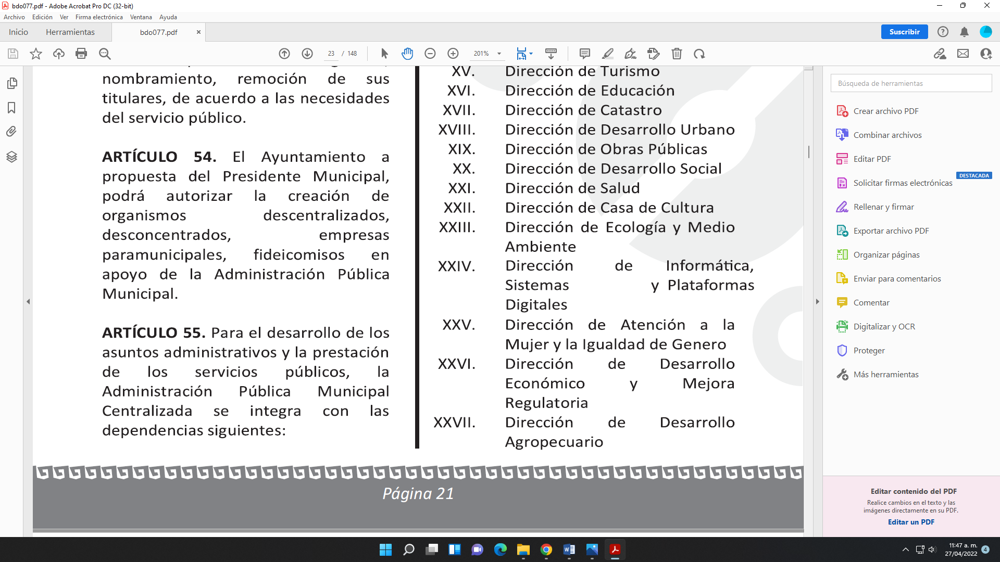 bdo077.pdf - Adobe Acrobat Pro DC (32-bit)
Archivo Edición Ver Firma electrónica Ventana Ayuda
Inicio Herramientas bdo077.pdf × Suscribir
23 / 148 201%
nombramiento, remoción de sus
titulares, de acuerdo a las necesidades
del servicio público.
ARTÍCULO 54. El Ayuntamiento a
propuesta del Presidente Municipal,
podrá autorizar la creación de
organismos descentralizados,
desconcentrados, empresas
paramunicipales, fideicomisos en
apoyo de la Administración Pública
Municipal.
ARTÍCULO 55. Para el desarrollo de los
asuntos administrativos y la prestación
de los servicios públicos, la
Administración Pública Municipal
Centralizada se integra con las
dependencias siguientes:
XV. Dirección de Turismo
XVI. Dirección de Educación
XVII. Dirección de Catastro
XVIII. Dirección de Desarrollo Urbano
XIX. Dirección de Obras Públicas
XX. Dirección de Desarrollo Social
XXI. Dirección de Salud
XXII. Dirección de Casa de Cultura
XXIII. Dirección de Ecología y Medio
Ambiente
XXIV. Dirección de Informática,
Sistemas y Plataformas
Digitales
XXV. Dirección de Atención a la
Mujer y la Igualdad de Genero
XXVI. Dirección de Desarrollo
Económico y Mejora
Regulatoria
XXVII. Dirección de Desarrollo
Agropecuario
Página 21
Búsqueda de herramientas
Crear archivo PDF
Combinar archivos
Editar PDF
DESTACADA
Solicitar firmas electrónicas
Rellenar y firmar
Exportar archivo PDF
Organizar páginas
Enviar para comentarios
Comentar
Digitalizar y OCR
Proteger
Más herramientas
Editar contenido del PDF
Realice cambios en el texto y las
imágenes directamente en su PDF.
Editar un PDF
11:47 a. m.
27/04/2022
4